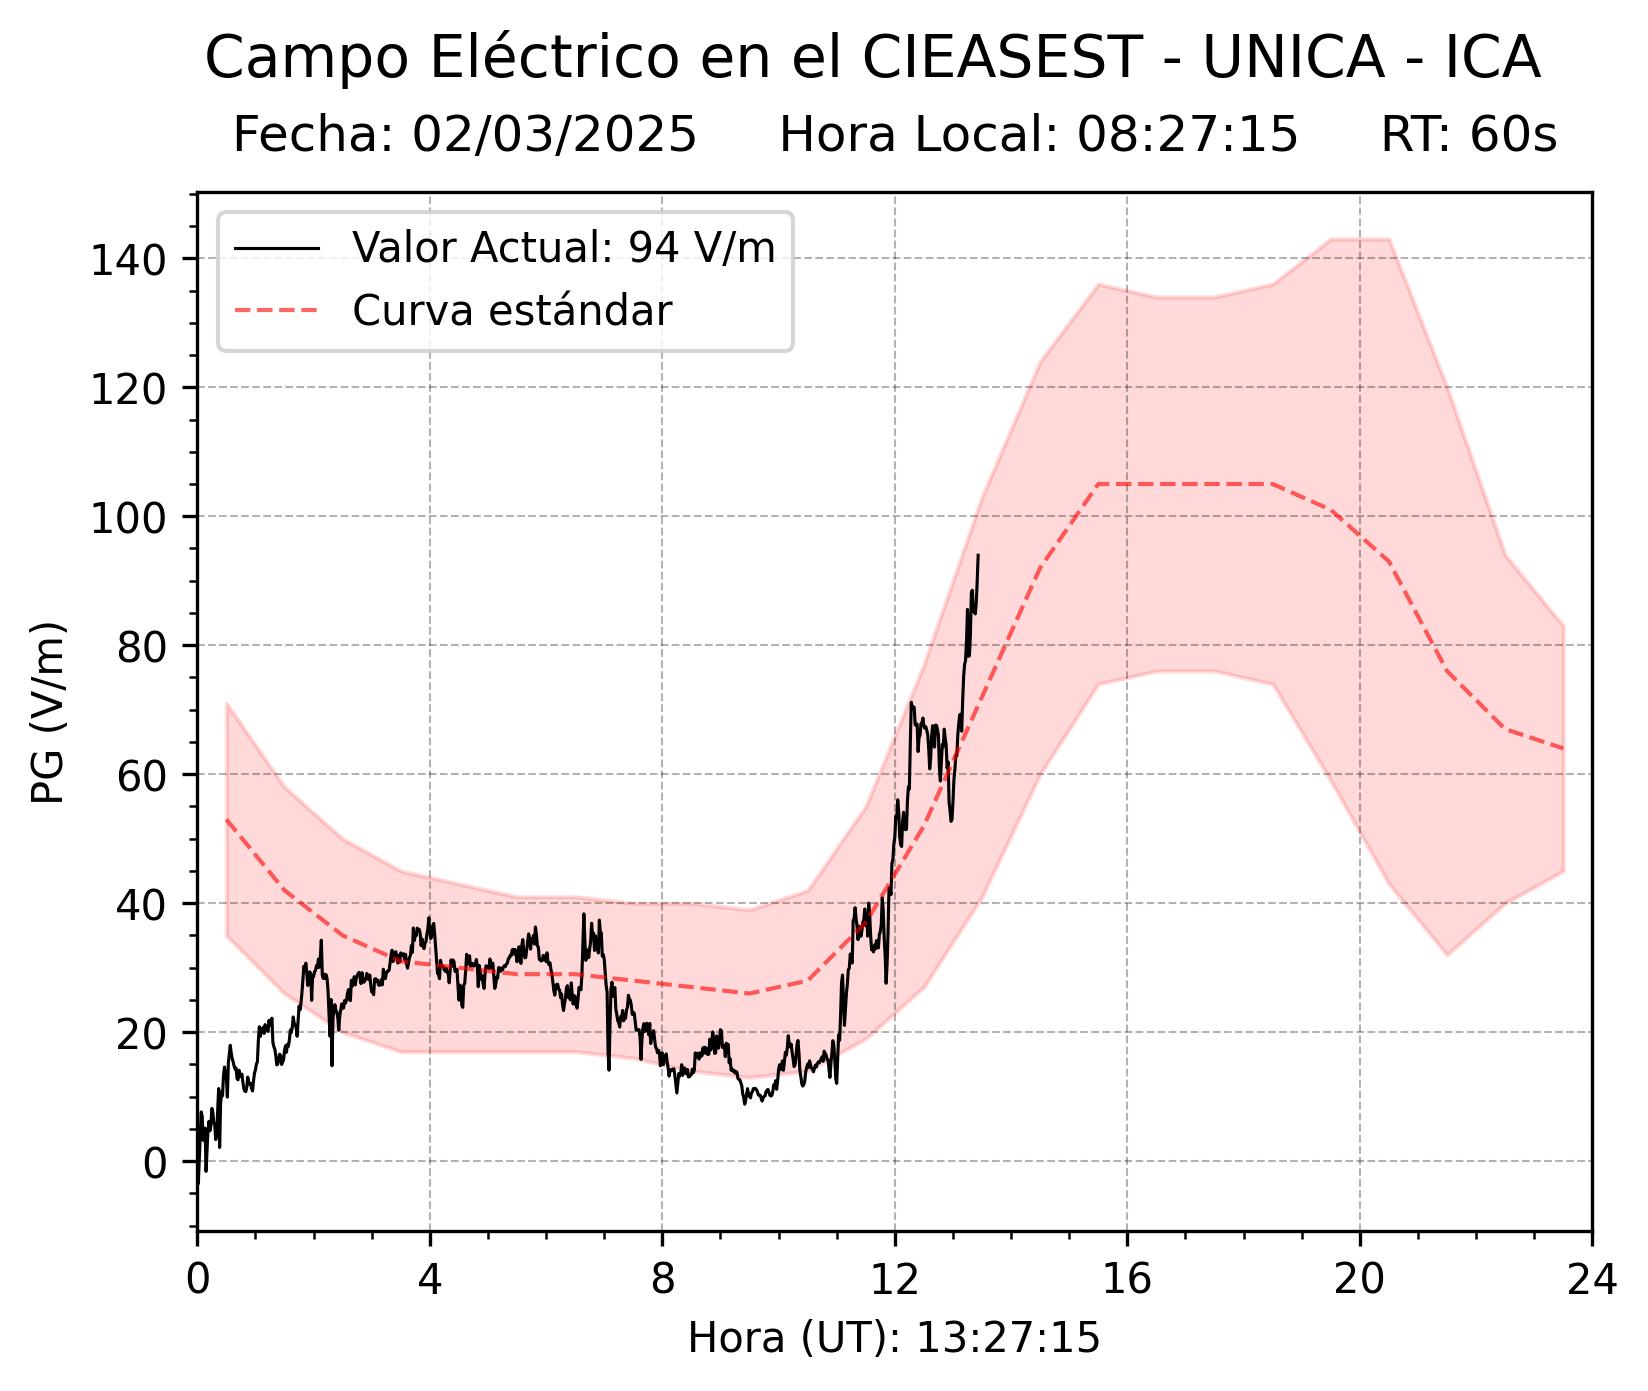 Campo Eléctrico en el CIEASEST - UNICA - ICA
Fecha: 02/03/2025 Hora Local: 08:27:15 RT: 60s
Valor Actual: 94 V/m
Curva estándar
PG (V/m)
140
120
100
80
60
40
20
0
0 4 8 12 16 20 24
Hora (UT): 13:27:15